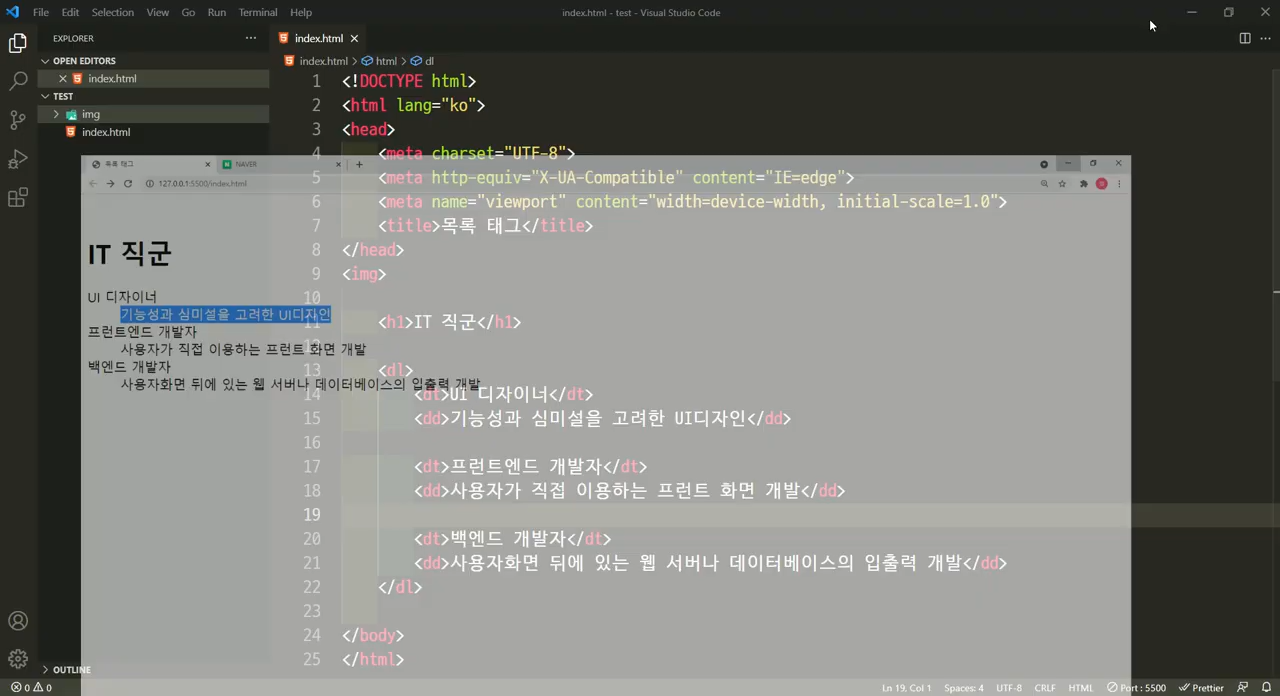 File Edit Selection View Go Run Terminal Help
index.html - test - Visual Studio Code
EXPLORER
OPEN EDITORS
index.html
TEST
img
index.html
OUTLINE
index.html
index.html > html > dl
1 <!DOCTYPE html>
2 <html lang="ko">
3 <head>
4 <meta charset="UTF-8">
5 <meta http-equiv="X-UA-Compatible" content="IE=edge">
6 <meta name="viewport" content="width=device-width, initial-scale=1.0">
7 <title>목록 태그</title>
8 </head>
9 <img>
10
11 <h1>IT 직군</h1>
13 <dl>
14 <dt>UI 디자이너</dt>
15 <dd>기능성과 심미설을 고려한 UI디자인</dd>
16
17 <dt>프런트엔드 개발자</dt>
18 <dd>사용자가 직접 이용하는 프런트 화면 개발</dd>
19
20 <dt>백엔드 개발자</dt>
21 <dd>사용자화면 뒤에 있는 웹 서버나 데이터베이스의 입출력 개발</dd>
22 </dl>
23
24 </body>
25 </html>
목록 태그
NAVER
127.0.0.1:5500/index.html
IT 직군
UI 디자이너
기능성과 심미설을 고려한 UI디자인
프런트엔드 개발자
사용자가 직접 이용하는 프런트 화면 개발
백엔드 개발자
사용자화면 뒤에 있는 웹 서버나 데이터베이스의 입출력 개발
0 0
Ln 19, Col 1 Spaces: 4 UTF-8 CRLF HTML Port : 5500 Prettier